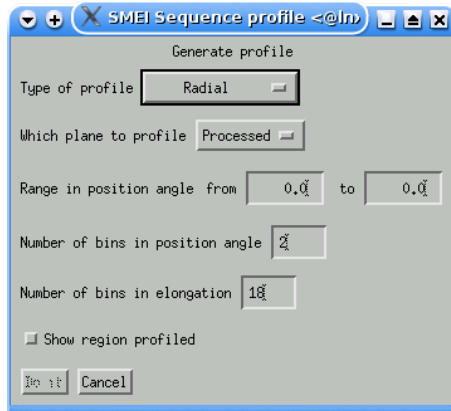 SMEI Sequence profile <@ln>
Generate profile
Type of profile Radial
Which plane to profile Processed
Range in position angle from 0.0 to 0.0
Number of bins in position angle 2
Number of bins in elongation 18
Show region profiled
Do it Cancel